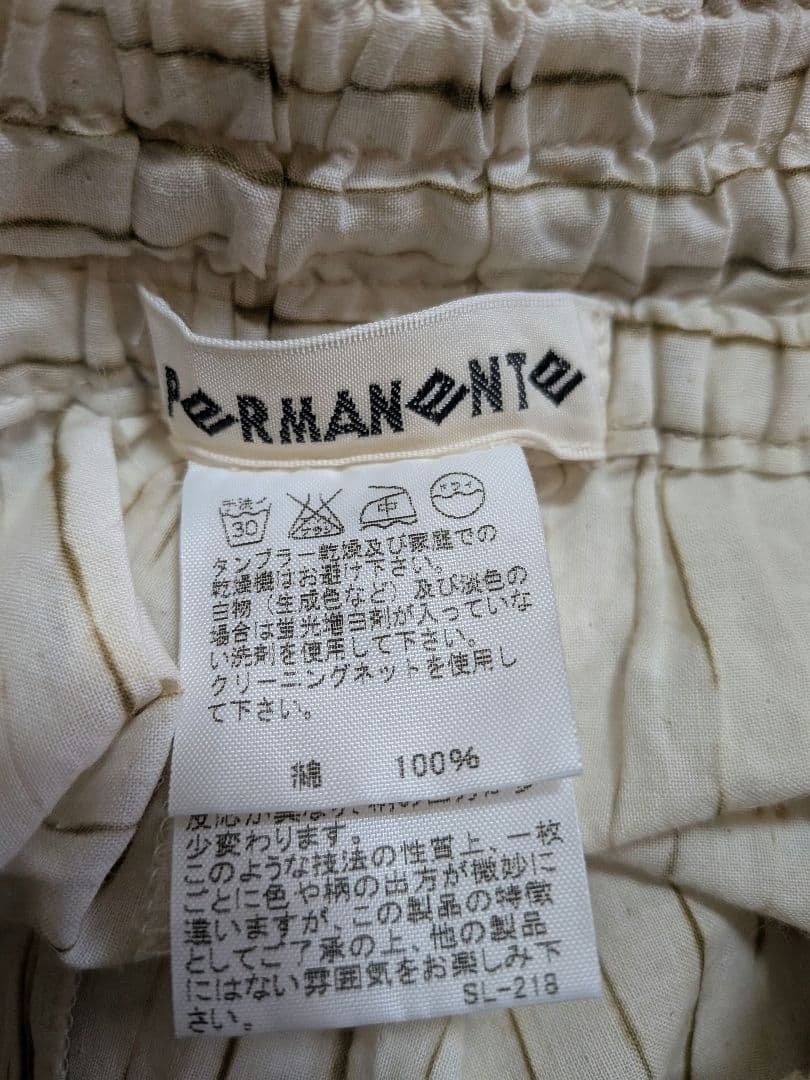 PeRMANeNTe
手洗イ 30 中 ドライ
タンブラー乾燥及び家庭での
乾燥機はお避け下さい。
白物（生成色など）及び淡色の
場合は蛍光増白剤が入っていな
い洗剤を使用して下さい。
クリーニングネットを使用し
て下さい。
綿 100%
少変わります。
このような技法の性質上、一枚
ごとに色や柄の出方が微妙に
違いますが、この製品の特徴
としてご了承の上、他の製品
にはない雰囲気をお楽しみ下
さい。
SL-218